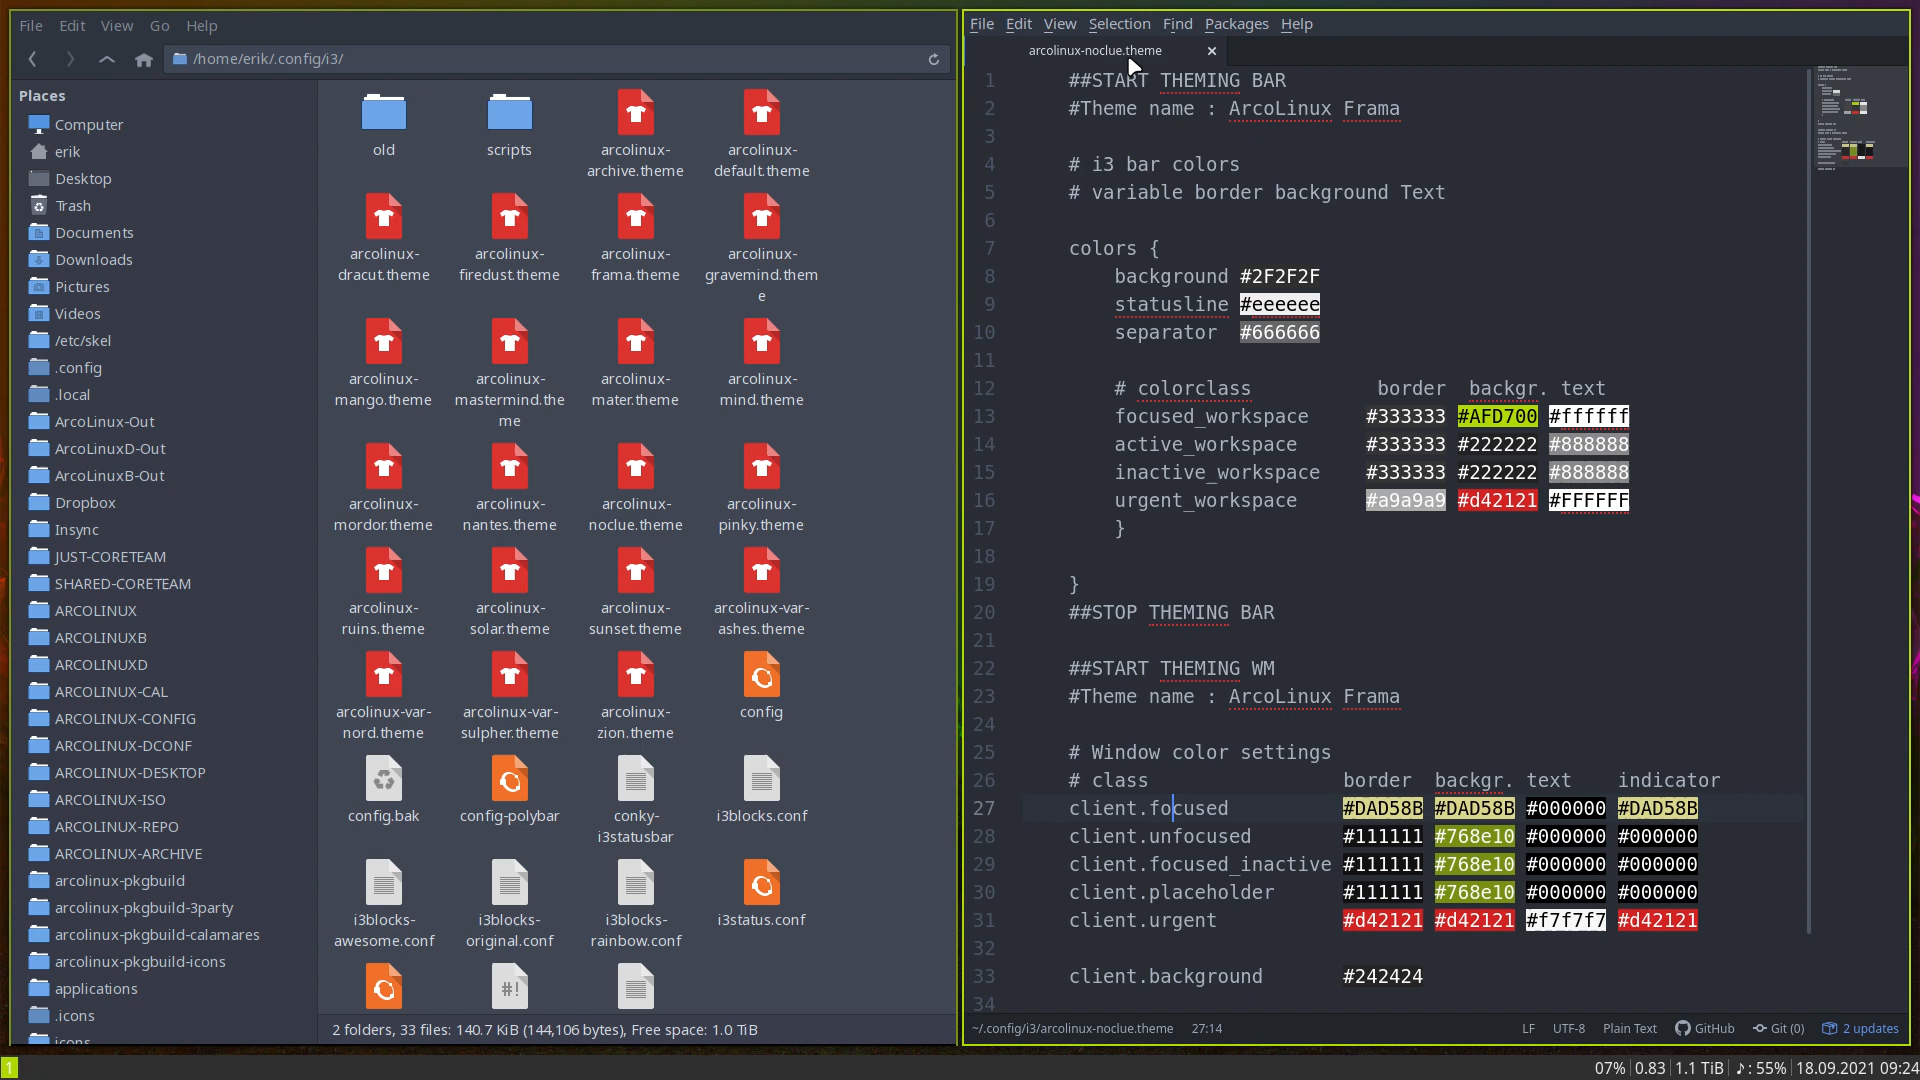 File Edit View Go Help
/home/erik/.config/i3/
Places
Computer
erik
Desktop
Trash
Documents
Downloads
Pictures
Videos
/etc/skel
.config
.local
ArcoLinux-Out
ArcoLinuxD-Out
ArcoLinuxB-Out
Dropbox
Insync
JUST-CORETEAM
SHARED-CORETEAM
ARCOLINUX
ARCOLINUXB
ARCOLINUXD
ARCOLINUX-CAL
ARCOLINUX-CONFIG
ARCOLINUX-DCONF
ARCOLINUX-DESKTOP
ARCOLINUX-ISO
ARCOLINUX-REPO
ARCOLINUX-ARCHIVE
arcolinux-pkgbuild
arcolinux-pkgbuild-3party
arcolinux-pkgbuild-calamares
arcolinux-pkgbuild-icons
applications
.icons
icons
old
scripts
arcolinux-
archive.theme
arcolinux-
default.theme
arcolinux-
dracut.theme
arcolinux-
firedust.theme
arcolinux-
frama.theme
arcolinux-
gravemind.them
e
arcolinux-
mango.theme
arcolinux-
mastermind.the
me
arcolinux-
mater.theme
arcolinux-
mind.theme
arcolinux-
mordor.theme
arcolinux-
nantes.theme
arcolinux-
noclue.theme
arcolinux-
pinky.theme
arcolinux-
ruins.theme
arcolinux-
solar.theme
arcolinux-
sunset.theme
arcolinux-var-
ashes.theme
arcolinux-var-
nord.theme
arcolinux-var-
sulpher.theme
arcolinux-
zion.theme
config
config.bak
config-polybar
conky-
i3statusbar
i3blocks.conf
i3blocks-
awesome.conf
i3blocks-
original.conf
i3blocks-
rainbow.conf
i3status.conf
#!
2 folders, 33 files: 140.7 KiB (144,106 bytes), Free space: 1.0 TiB
File Edit View Selection Find Packages Help
arcolinux-noclue.theme
1 ##START THEMING BAR
2 #Theme name : ArcoLinux Frama
3
4 # i3 bar colors
5 # variable border background Text
6
7 colors {
8 background #2F2F2F
9 statusline #eeeeee
10 separator #666666
11
12 # colorclass border backgr. text
13 focused_workspace #333333 #AFD700 #ffffff
14 active_workspace #333333 #222222 #888888
15 inactive_workspace #333333 #222222 #888888
16 urgent_workspace #a9a9a9 #d42121 #FFFFFF
17 }
18
19 }
20 ##STOP THEMING BAR
21
22 ##START THEMING WM
23 #Theme name : ArcoLinux Frama
24
25 # Window color settings
26 # class border backgr. text indicator
27 client.focused #DAD58B #DAD58B #000000 #DAD58B
28 client.unfocused #111111 #768e10 #000000 #000000
29 client.focused_inactive #111111 #768e10 #000000 #000000
30 client.placeholder #111111 #768e10 #000000 #000000
31 client.urgent #d42121 #d42121 #f7f7f7 #d42121
32
33 client.background #242424
34
~/.config/i3/arcolinux-noclue.theme 27:14 LF UTF-8 Plain Text GitHub Git (0) 2 updates
1 07% 0.83 1.1 TiB ♪: 55% 18.09.2021 09:24